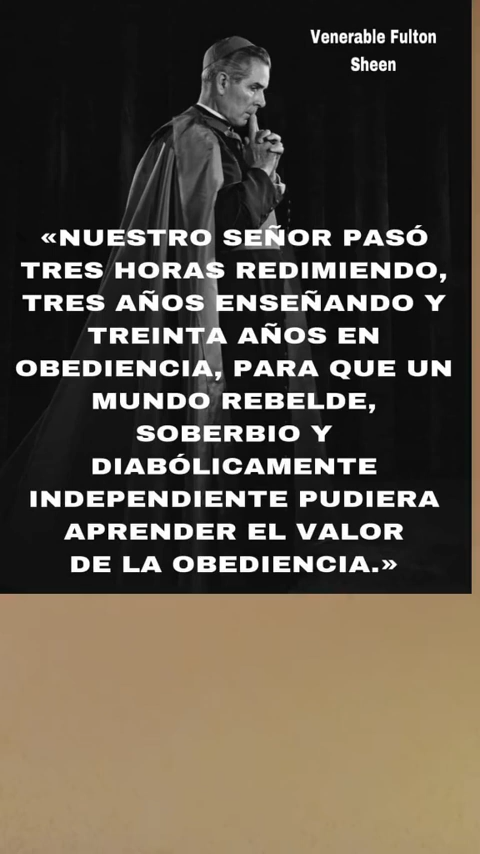 Venerable Fulton
Sheen
«NUESTRO SEÑOR PASÓ
TRES HORAS REDIMIENDO,
TRES AÑOS ENSEÑANDO Y
TREINTA AÑOS EN
OBEDIENCIA, PARA QUE UN
MUNDO REBELDE,
SOBERBIO Y
DIABÓLICAMENTE
INDEPENDIENTE PUDIERA
APRENDER EL VALOR
DE LA OBEDIENCIA.»